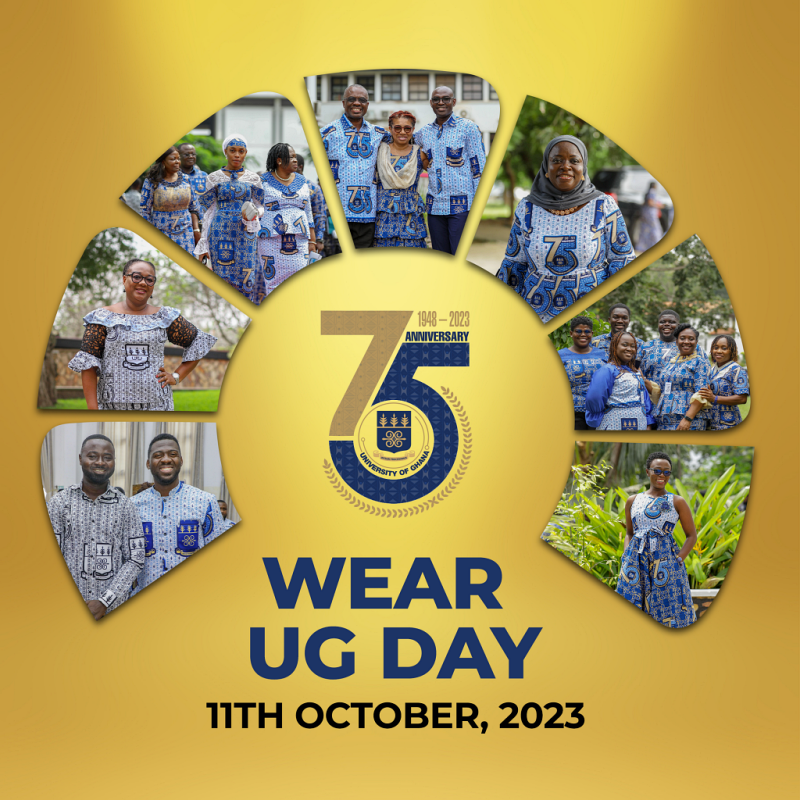 75
1948 – 2023
ANNIVERSARY
UNIVERSITY OF GHANA
WEAR
UG DAY
11TH OCTOBER, 2023